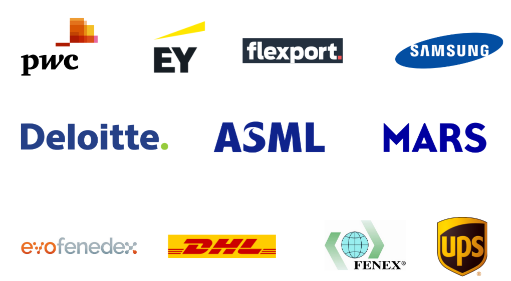 pwc
EY
flexport.
SAMSUNG
Deloitte.
ASML
MARS
evofenedex
DHL
FENEX®
ups